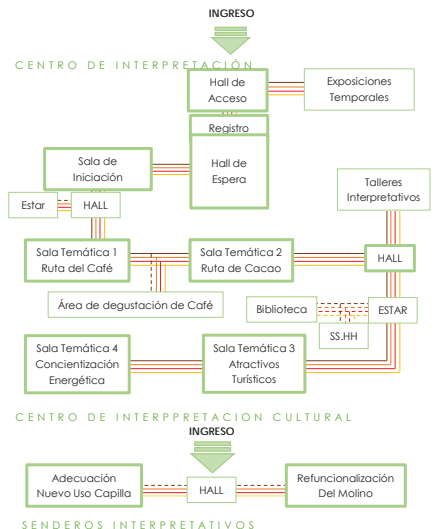 INGRESO
CENTRO DE INTERPRETACIÓN
Hall de
Acceso
Exposiciones
Temporales
Registro
Hall de
Espera
Sala de
Iniciación
Talleres
Interpretativos
Estar
HALL
Sala Temática 1
Ruta del Café
Sala Temática 2
Ruta de Cacao
HALL
Área de degustación de Café
Biblioteca
ESTAR
SS.HH
Sala Temática 4
Concientización
Energética
Sala Temática 3
Atractivos
Turísticos
CENTRO DE INTERPPRETACION CULTURAL
INGRESO
Adecuación
Nuevo Uso Capilla
HALL
Refuncionalización
Del Molino
SENDEROS INTERPRETATIVOS